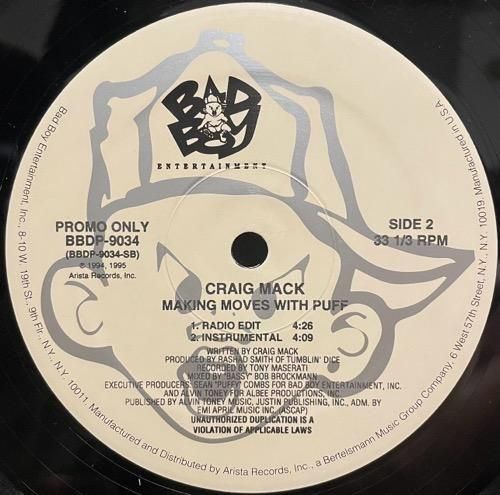 BAD BOY
ENTERTAINMENT
PROMO ONLY
BBDP-9034
(BBDP-9034-SB)
℗ 1994, 1995
Arista Records, Inc.
SIDE 2
33 1/3 RPM
CRAIG MACK
MAKING MOVES WITH PUFF
1. RADIO EDIT 4:26
2. INSTRUMENTAL 4:09
WRITTEN BY CRAIG MACK
PRODUCED BY RASHAD SMITH OF TUMBLIN' DICE
RECORDED BY TONY MASERATI
MIXED BY "BASSY" BOB BROCKMANN
EXECUTIVE PRODUCERS: SEAN "PUFFY" COMBS FOR BAD BOY ENTERTAINMENT, INC.
AND ALVIN TONEY FOR ALBEE PRODUCTIONS, INC.
PUBLISHED BY ALVIN TONEY MUSIC, JUSTIN PUBLISHING, INC., ADM. BY
EMI APRIL MUSIC INC. (ASCAP)
UNAUTHORIZED DUPLICATION IS A
VIOLATION OF APPLICABLE LAWS
Bad Boy Entertainment, Inc., 8-10 W. 19th St., 9th Flr., N.Y., N.Y. 10011, Manufactured and Distributed by Arista Records, Inc., a Bertelsmann Music Group Company, 6 West 57th Street, N.Y., N.Y. 10019. Manufactured in U.S.A.